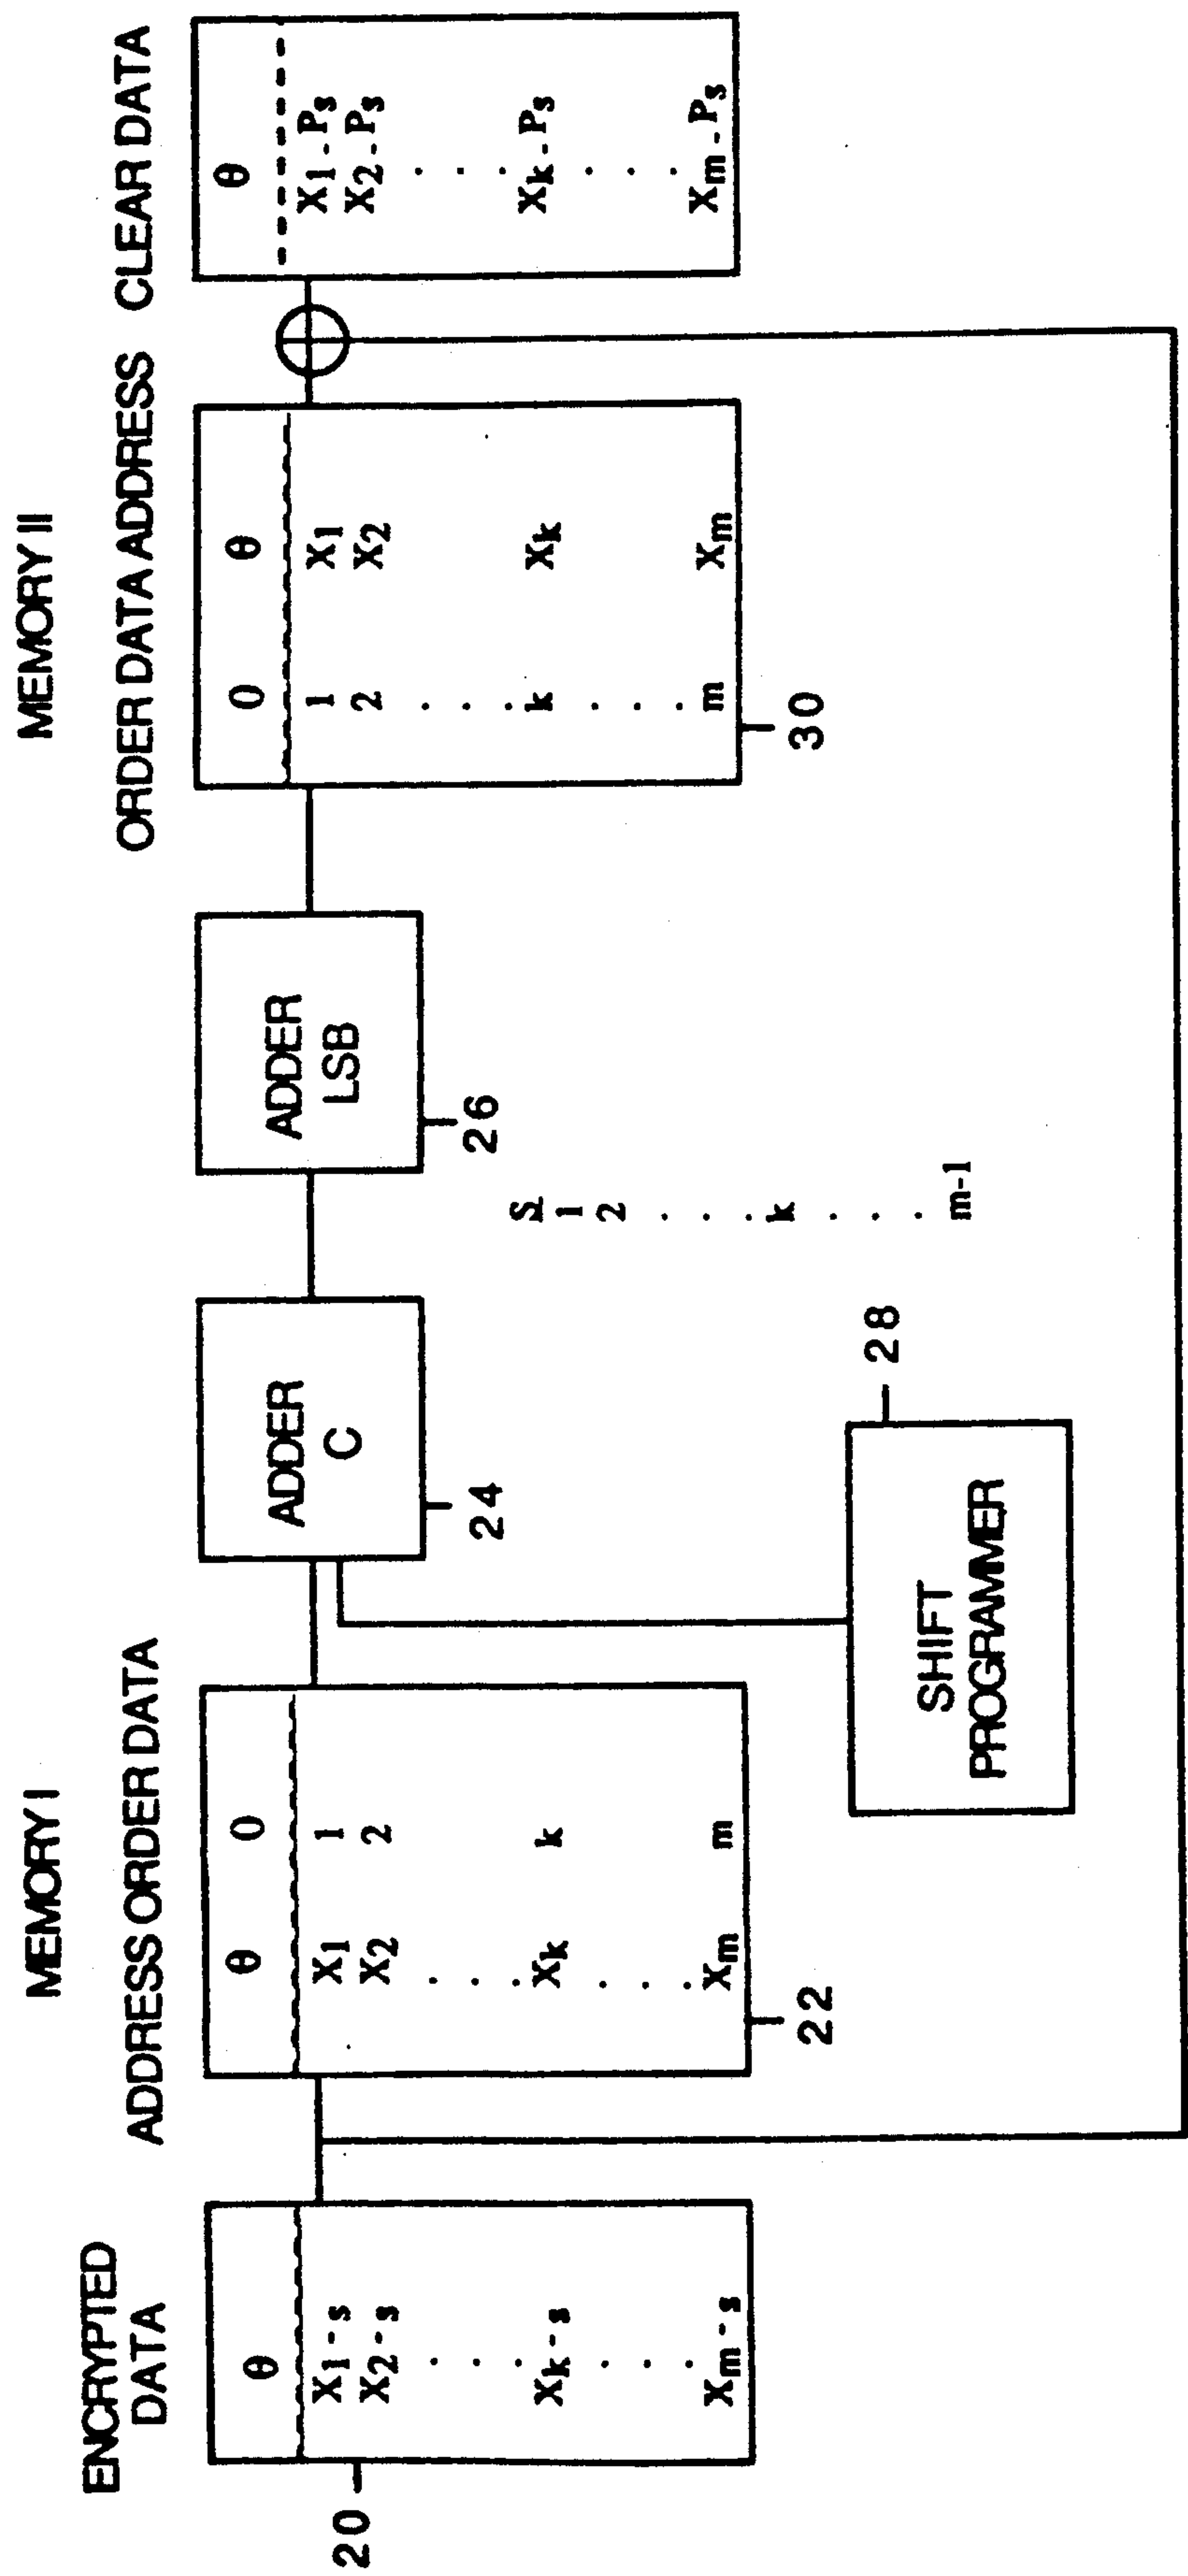 MEMORY I
MEMORY II
ENCRYPTED
DATA
ADDRESS ORDER DATA
ORDER DATA ADDRESS
CLEAR DATA
20
θ
X1-s
X2-s
. . .
Xk-s
. . .
Xm-s
θ 0
X1 1
X2 2
. . .
Xk k
. . .
Xm m
22
ADDER
C
24
SHIFT
PROGRAMMER
28
S
1
2
. . .
k
. . .
m-1
ADDER
LSB
26
0 θ
1 X1
2 X2
. . .
k Xk
. . .
m Xm
30
θ
X1-Ps
X2-Ps
. . .
Xk-Ps
. . .
Xm-Ps